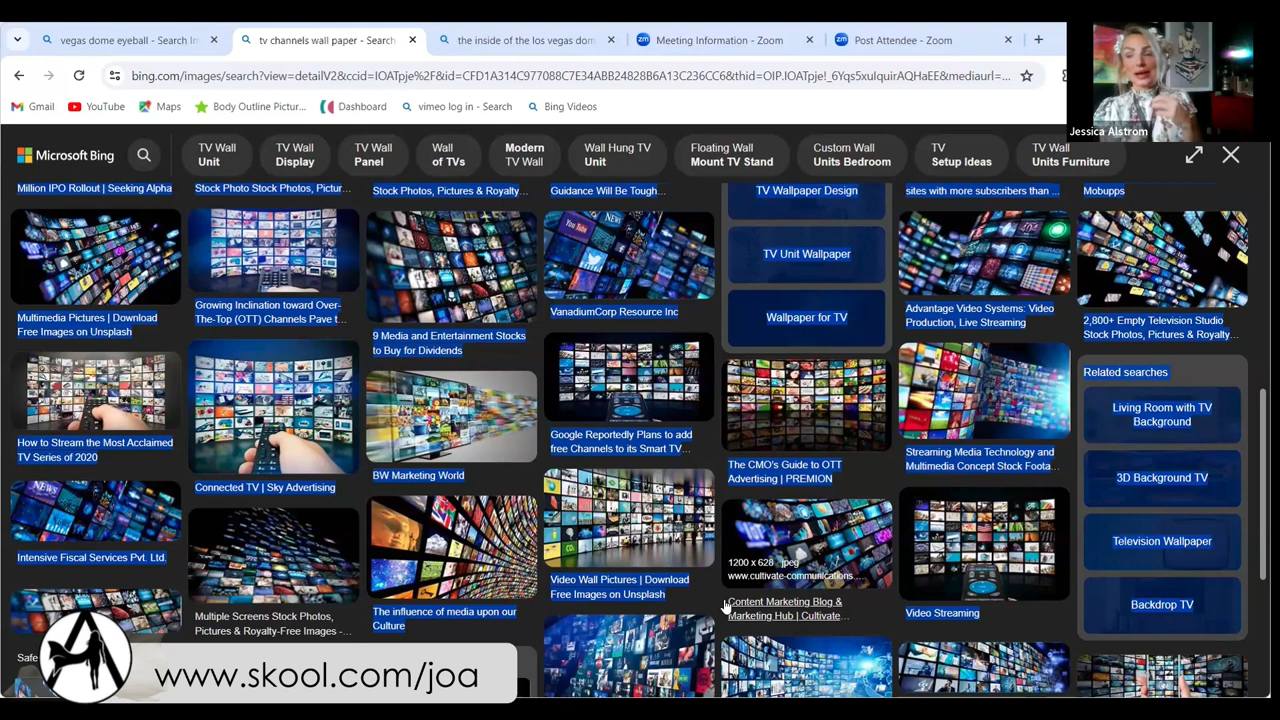 vegas dome eyeball - Search Im
tv channels wall paper - Search
the inside of the los vegas dom
Meeting Information - Zoom
Post Attendee - Zoom
bing.com/images/search?view=detailV2&ccid=IOATpje%2F&id=CFD1A314C977088C7E34ABB24828B6A13C236CC6&thid=OIP.IOATpje!_6Yqs5xuIquirAQHaEE&mediaurl=...
Gmail
YouTube
Maps
Body Outline Pictur...
Dashboard
vimeo log in - Search
Bing Videos
Jessica Alstrom
Microsoft Bing
TV Wall
Unit
TV Wall
Display
TV Wall
Panel
Wall
of TVs
Modern
TV Wall
Wall Hung TV
Unit
Floating Wall
Mount TV Stand
Custom Wall
Units Bedroom
TV
Setup Ideas
TV Wall
Units Furniture
Million IPO Rollout | Seeking Alpha
Stock Photo Stock Photos, Pictur...
Stock Photos, Pictures & Royalty...
Guidance Will Be Tough...
TV Wallpaper Design
sites with more subscribers than ...
Mobupps
TV Unit Wallpaper
Wallpaper for TV
Multimedia Pictures | Download
Free Images on Unsplash
Growing Inclination toward Over-
The-Top (OTT) Channels Pave t...
9 Media and Entertainment Stocks
to Buy for Dividends
VanadiumCorp Resource Inc
Advantage Video Systems: Video
Production, Live Streaming
2,800+ Empty Television Studio
Stock Photos, Pictures & Royalty...
Related searches
Living Room with TV
Background
3D Background TV
Television Wallpaper
Backdrop TV
How to Stream the Most Acclaimed
TV Series of 2020
Connected TV | Sky Advertising
BW Marketing World
Google Reportedly Plans to add
free Channels to its Smart TV...
The CMO's Guide to OTT
Advertising | PREMION
Streaming Media Technology and
Multimedia Concept Stock Foota...
NEWS
YouTube
NEWS
Intensive Fiscal Services Pvt. Ltd.
Multiple Screens Stock Photos,
Pictures & Royalty-Free Images -...
The influence of media upon our
Culture
Video Wall Pictures | Download
Free Images on Unsplash
1200 x 628 jpeg
www.cultivate-communications....
Content Marketing Blog &
Marketing Hub | Cultivate...
Video Streaming
Safe
www.skool.com/joa